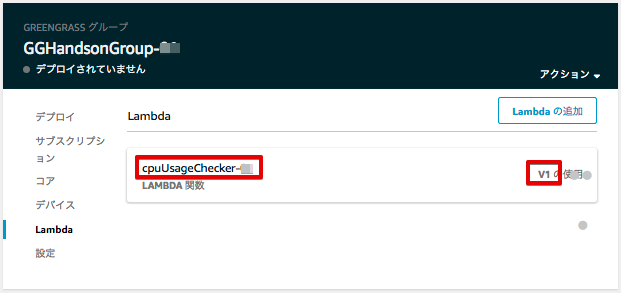 GREENGRASS グループ
GGHandsonGroup-
デプロイされていません
アクション
デプロイ
サブスクリプション
コア
デバイス
Lambda
設定
Lambda
Lambda の追加
cpuUsageChecker-
LAMBDA 関数
V1 の使用